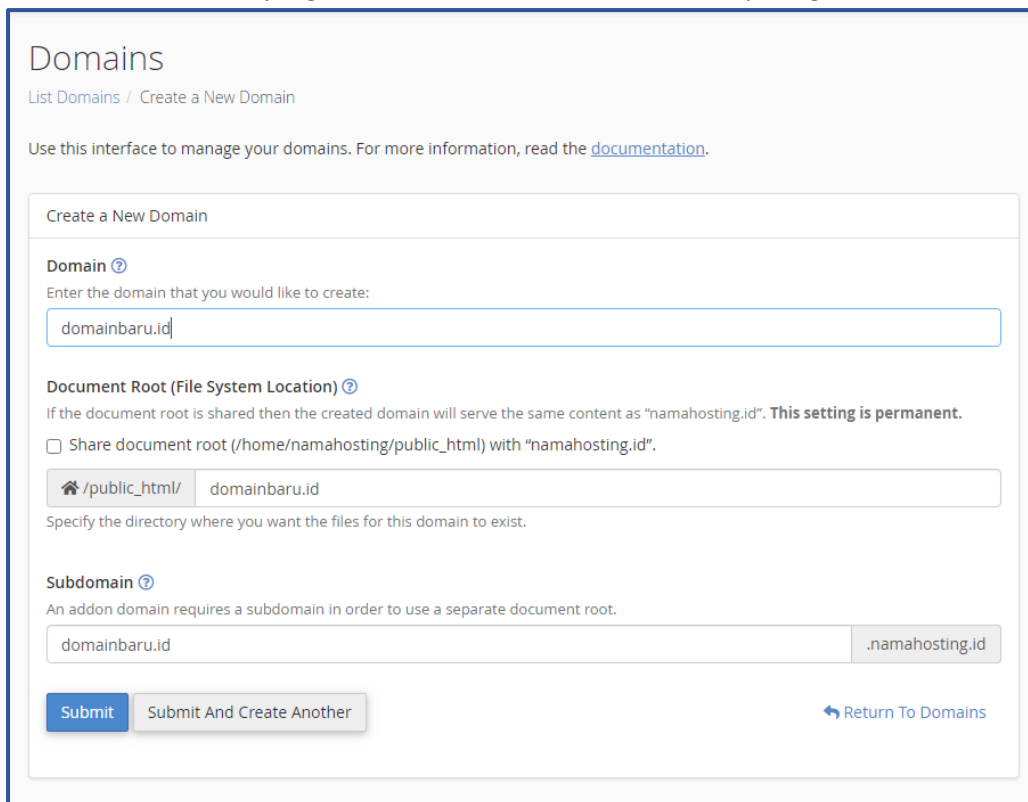 Domains
List Domains / Create a New Domain
Use this interface to manage your domains. For more information, read the documentation.
Create a New Domain
Domain
Enter the domain that you would like to create:
domainbaru.id
Document Root (File System Location)
If the document root is shared then the created domain will serve the same content as “namahosting.id”. This setting is permanent.
Share document root (/home/namahosting/public_html) with “namahosting.id”.
/public_html/ domainbaru.id
Specify the directory where you want the files for this domain to exist.
Subdomain
An addon domain requires a subdomain in order to use a separate document root.
domainbaru.id .namahosting.id
Submit Submit And Create Another Return To Domains